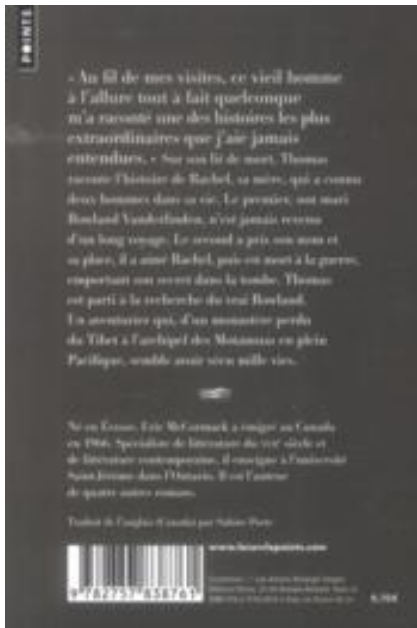 POINTS
« Au fil de mes visites, ce vieil homme
à l'allure tout à fait quelconque
m'a raconté une des histoires les plus
extraordinaires que j'aie jamais
entendues. » Sur son lit de mort, Thomas
raconte l'histoire de Rachel, sa mère, qui a connu
deux hommes dans sa vie. Le premier, son mari
Rowland Vanderlinden, n'est jamais revenu
d'un long voyage. Le second a pris son nom et
sa place, il a aimé Rachel, puis est mort à la guerre,
emportant son secret dans la tombe. Thomas
est parti à la recherche du vrai Rowland.
Un aventurier qui, d'un monastère perdu
du Tibet à l'archipel des Motamuas en plein
Pacifique, semble avoir vécu mille vies.
Né en Écosse, Eric McCormack a émigré au Canada
en 1966. Spécialiste de littérature du XVIIe siècle et
de littérature contemporaine, il enseigne à l'université
Saint-Jérôme dans l'Ontario. Il est l'auteur
de quatre autres romans.
Traduit de l'anglais (Canada) par Sabine Porte
www.lecerclepoints.com